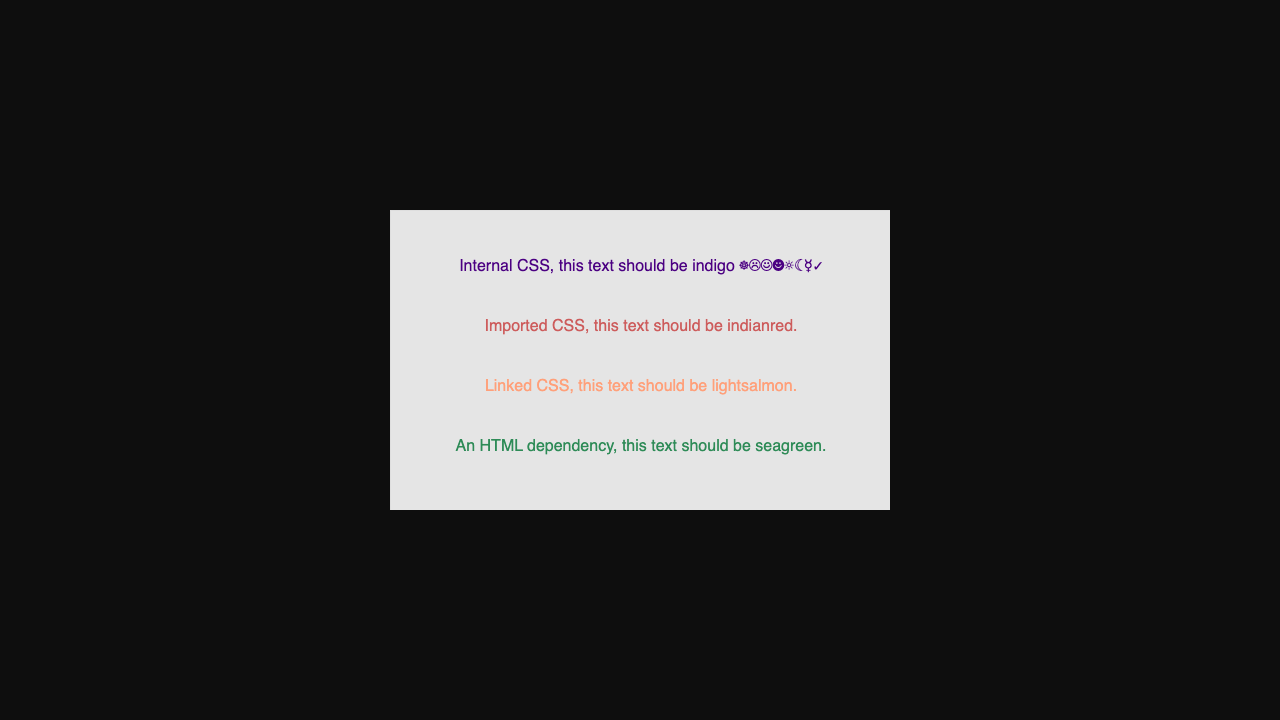 Internal CSS, this text should be indigo ☸☹☺☻☼☾☿✓
Imported CSS, this text should be indianred.
Linked CSS, this text should be lightsalmon.
An HTML dependency, this text should be seagreen.